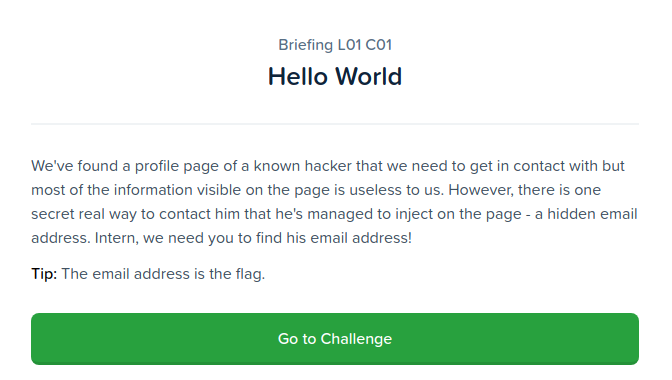 Briefing L01 C01
Hello World
We've found a profile page of a known hacker that we need to get in contact with but
most of the information visible on the page is useless to us. However, there is one
secret real way to contact him that he's managed to inject on the page - a hidden email
address. Intern, we need you to find his email address!
Tip: The email address is the flag.
Go to Challenge